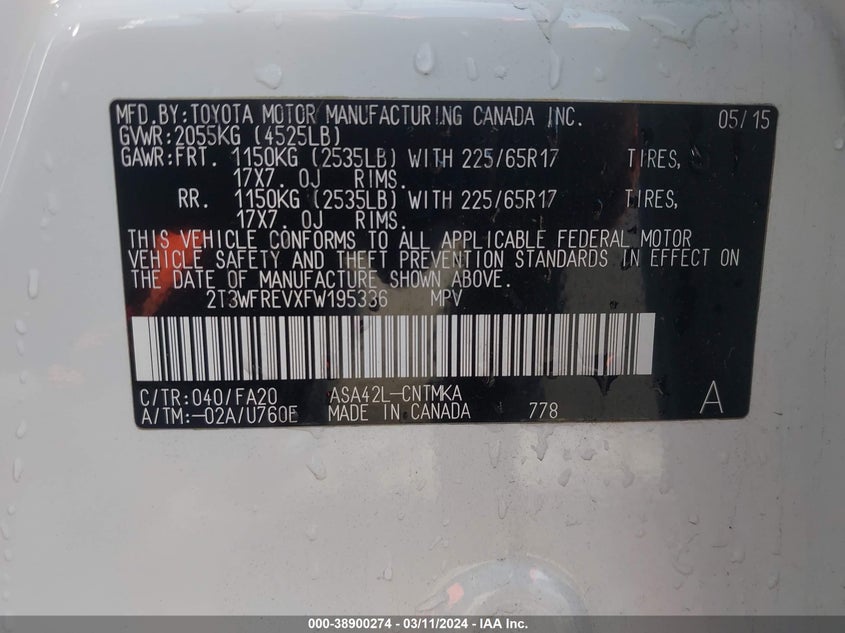 MFD.BY:TOYOTA MOTOR MANUFACTURING CANADA INC. 05/15
GVWR:2055KG (4525LB)
GAWR:FRT. 1150KG (2535LB) WITH 225/65R17 TIRES,
17X7. 0J RIMS.
RR. 1150KG (2535LB) WITH 225/65R17 TIRES,
17X7. 0J RIMS.
THIS VEHICLE CONFORMS TO ALL APPLICABLE FEDERAL MOTOR
VEHICLE SAFETY AND THEFT PREVENTION STANDARDS IN EFFECT ON
THE DATE OF MANUFACTURE SHOWN ABOVE.
2T3WFREVXFW195336 MPV
C/TR:040/FA20 ASA42L-CNTMKA
A/TM:-02A/U760E MADE IN CANADA 778 A
000-38900274 - 03/11/2024 - IAA Inc.